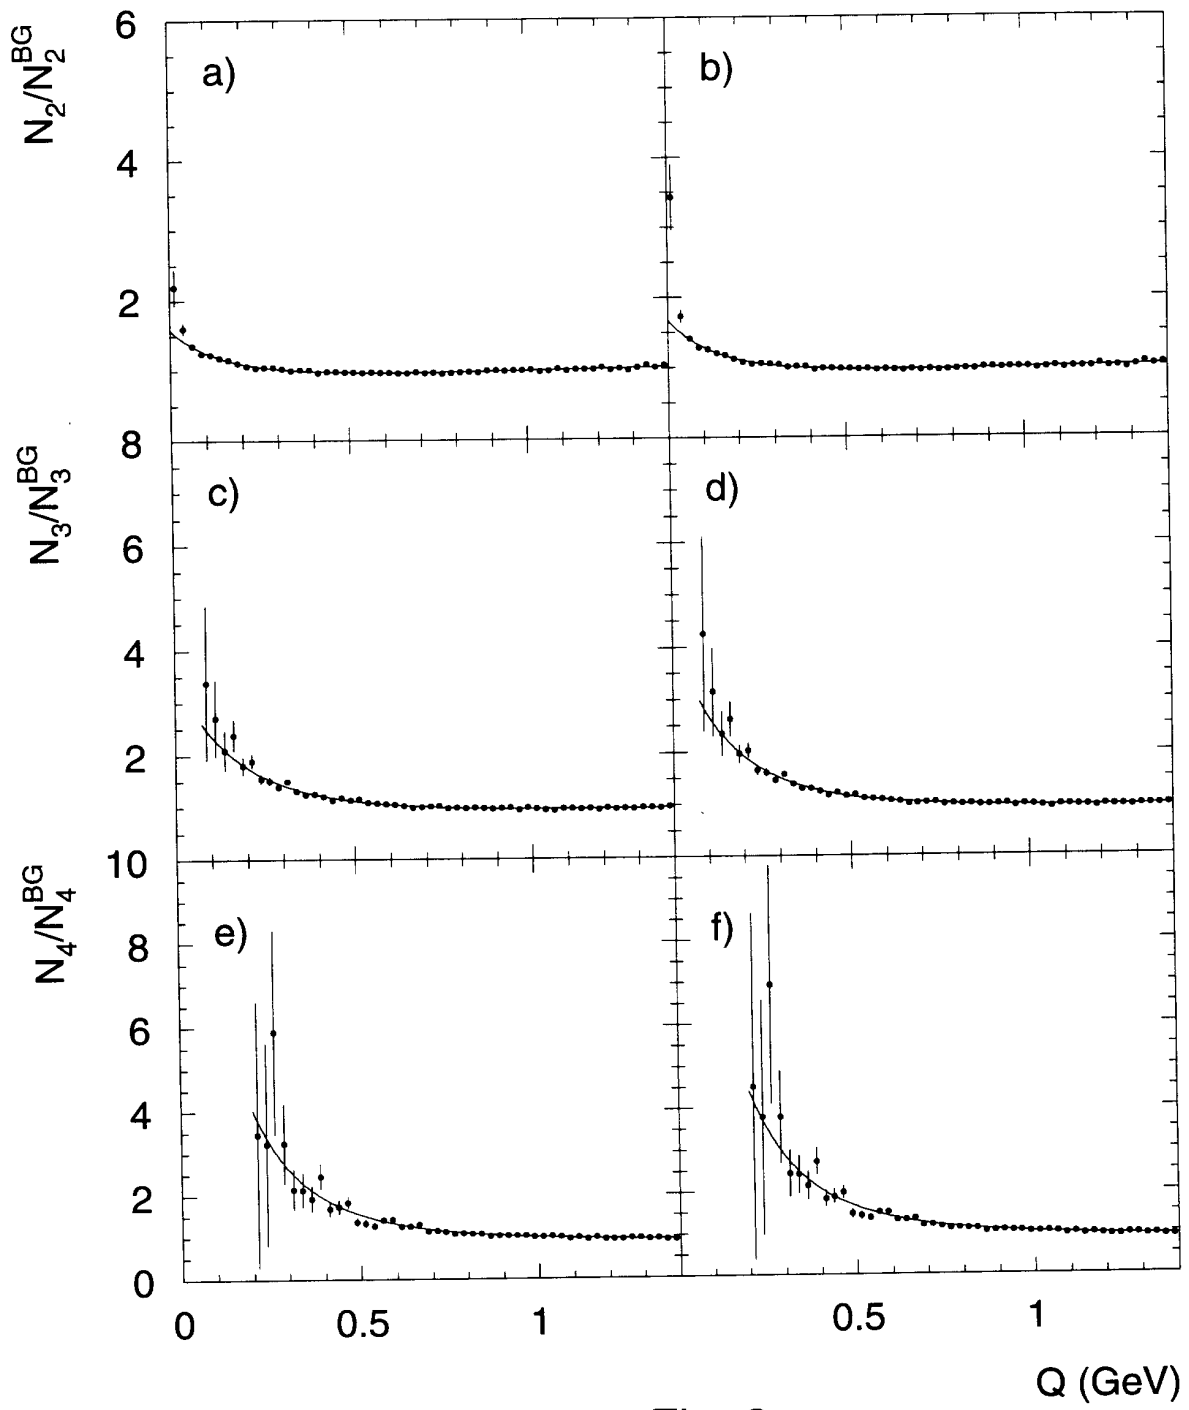 6
N₂/N₂ᴮᴳ
a)
b)
4
2
8
N₃/N₃ᴮᴳ
c)
d)
6
4
2
10
N₄/N₄ᴮᴳ
e)
f)
8
6
4
2
0
0 0.5 1 0.5 1
Q (GeV)